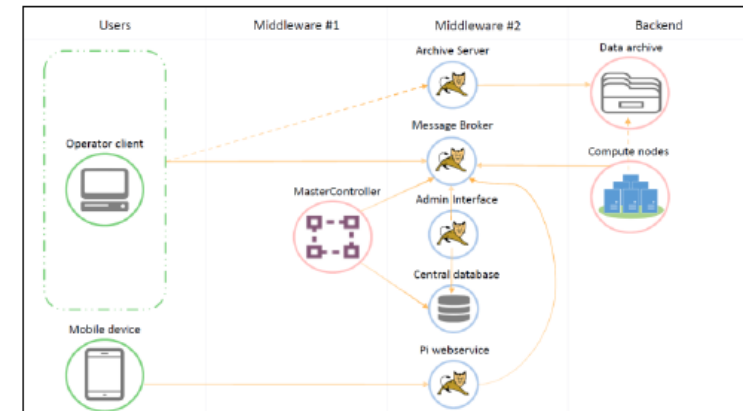 Users
Middleware #1
Middleware #2
Backend
Archive Server
Data archive
Message Broker
Operator client
Compute nodes
MasterController
Admin Interface
Central database
Mobile device
Pi webservice